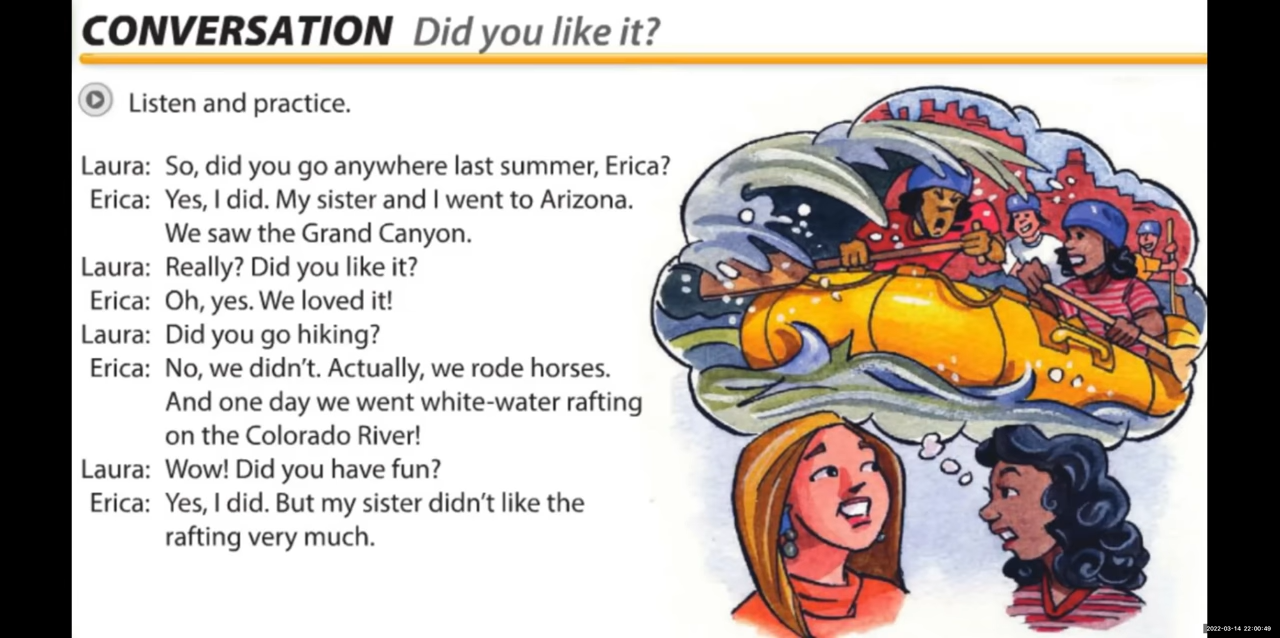 CONVERSATION Did you like it?
Listen and practice.
Laura: So, did you go anywhere last summer, Erica?
Erica: Yes, I did. My sister and I went to Arizona.
We saw the Grand Canyon.
Laura: Really? Did you like it?
Erica: Oh, yes. We loved it!
Laura: Did you go hiking?
Erica: No, we didn't. Actually, we rode horses.
And one day we went white-water rafting
on the Colorado River!
Laura: Wow! Did you have fun?
Erica: Yes, I did. But my sister didn't like the
rafting very much.
2022-03-14 22:00:49